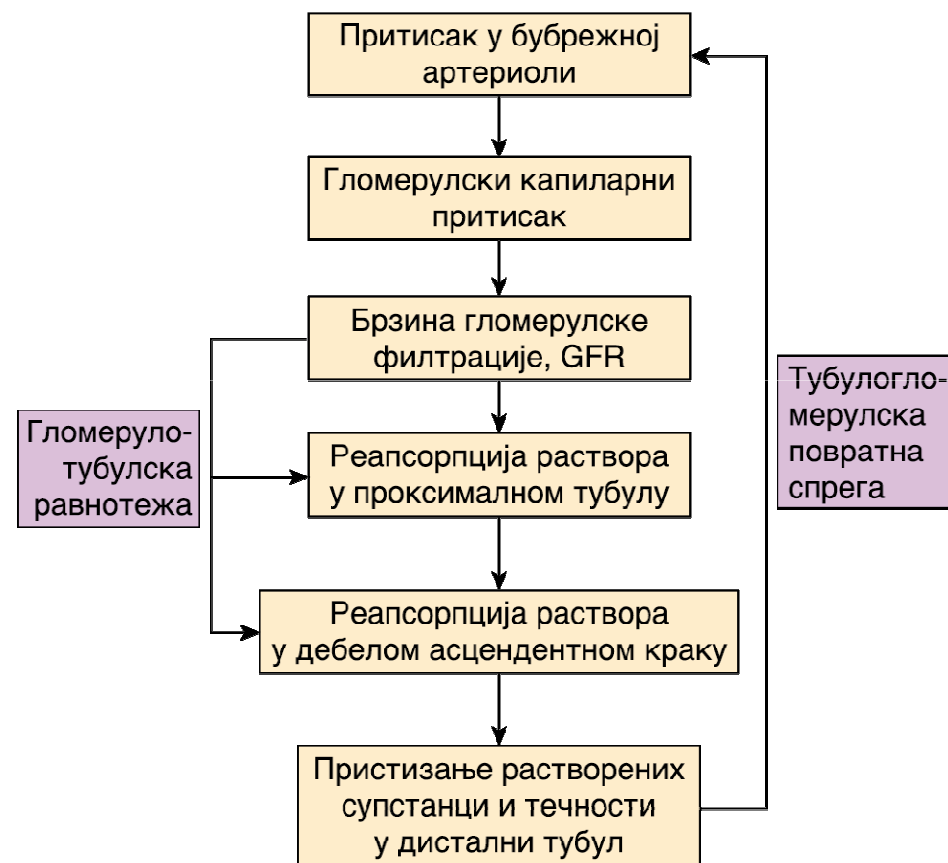 Притисак у бубрежној
артериоли
Гломерулски капиларни
притисак
Брзина гломерулске
филтрације, GFR
Гломеруло-
тубулска
равнотежа
Тубулогло-
мерулска
повратна
спрега
Реапсорпција раствора
у проксималном тубулу
Реапсорпција раствора
у дебелом асцендентном краку
Пристизање растворених
супстанци и течности
у дистални тубул